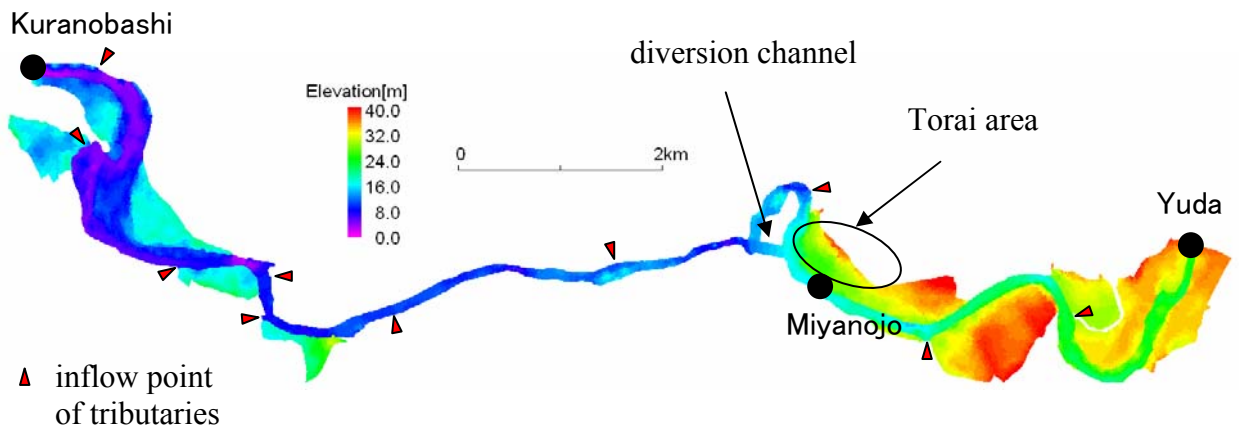 Kuranobashi
diversion channel
Elevation[m]
40.0
32.0
24.0
16.0
8.0
0.0
0
2km
Torai area
Yuda
Miyanojo
inflow point
of tributaries